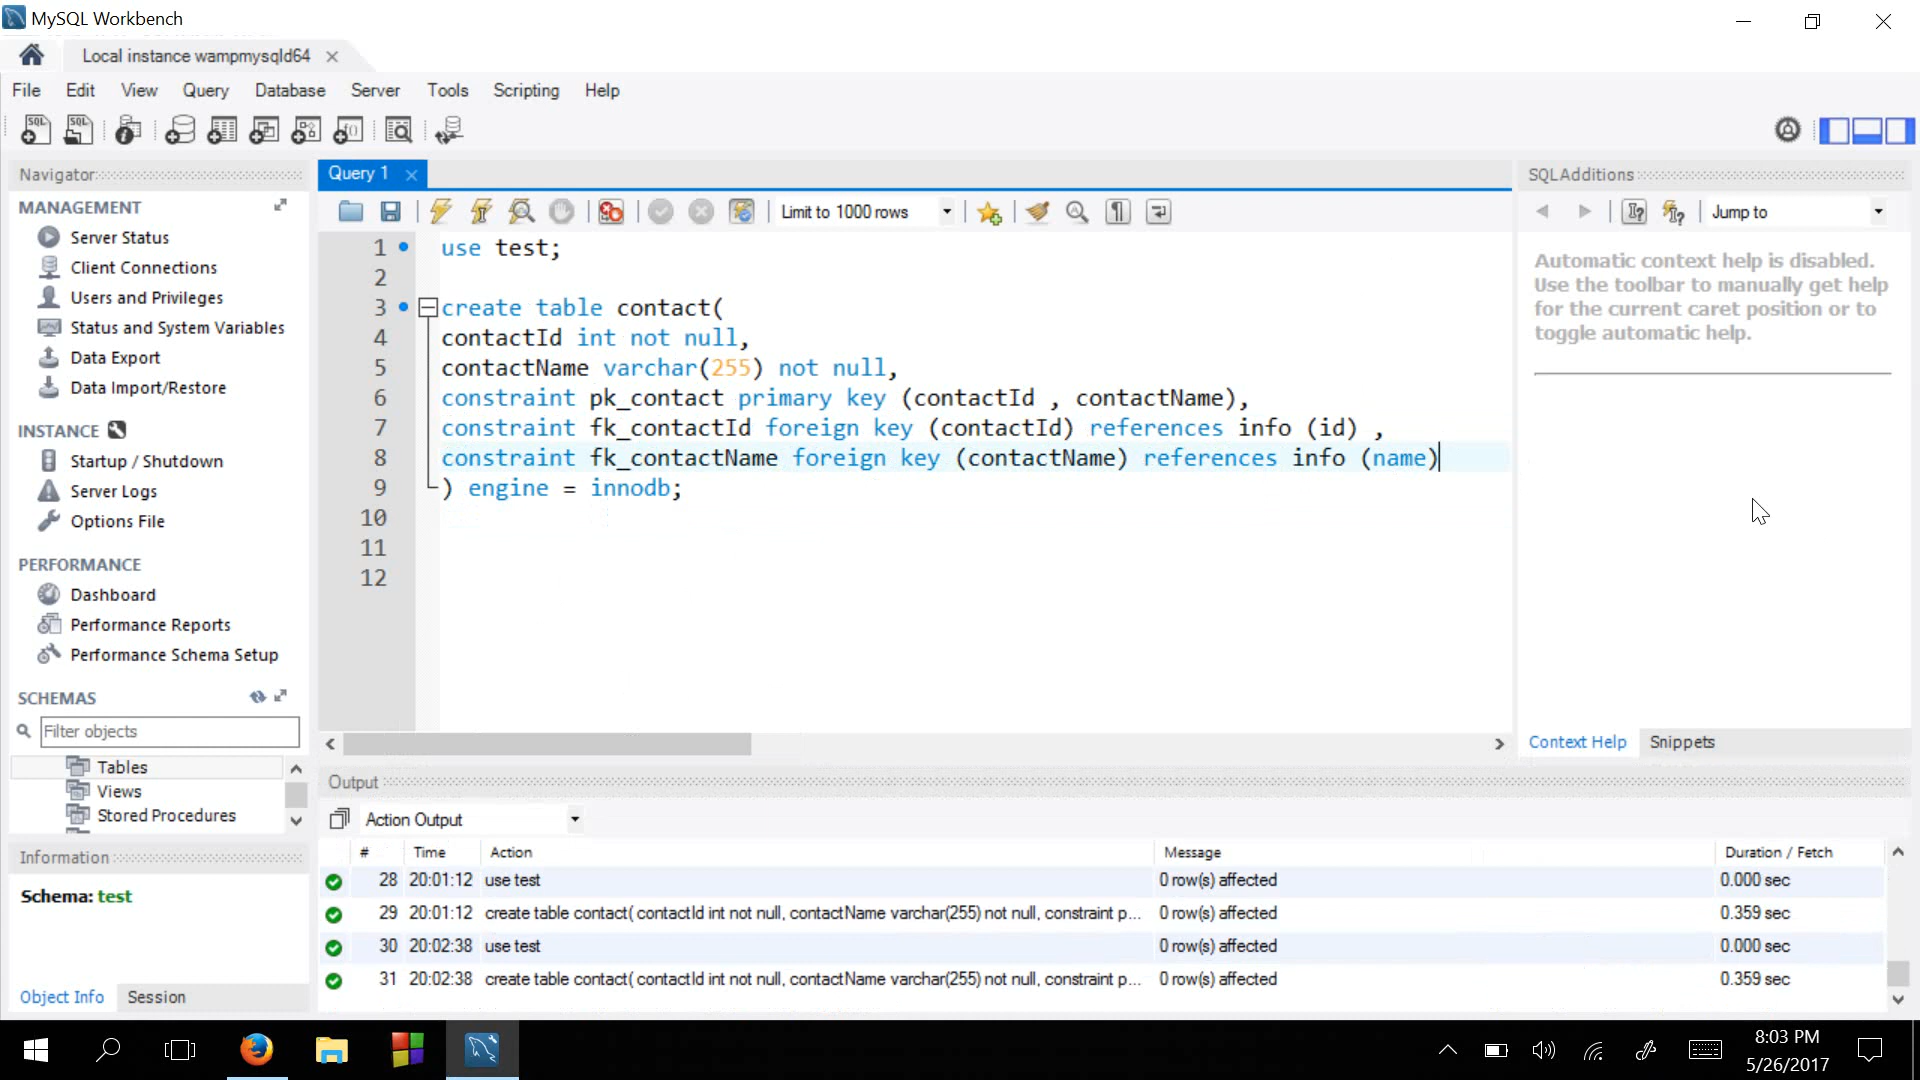 MySQL Workbench
Local instance wampmysqld64
File Edit View Query Database Server Tools Scripting Help
Navigator
MANAGEMENT
Server Status
Client Connections
Users and Privileges
Status and System Variables
Data Export
Data Import/Restore
INSTANCE
Startup / Shutdown
Server Logs
Options File
PERFORMANCE
Dashboard
Performance Reports
Performance Schema Setup
SCHEMAS
Filter objects
Tables
Views
Stored Procedures
Information
Schema: test
Object Info Session
Query 1
Limit to 1000 rows
1 use test;
2
3 create table contact(
4 contactId int not null,
5 contactName varchar(255) not null,
6 constraint pk_contact primary key (contactId , contactName),
7 constraint fk_contactId foreign key (contactId) references info (id) ,
8 constraint fk_contactName foreign key (contactName) references info (name)
9 ) engine = innodb;
10
11
12
SQLAdditions
Jump to
Automatic context help is disabled.
Use the toolbar to manually get help
for the current caret position or to
toggle automatic help.
Context Help Snippets
Output
Action Output
# Time Action Message Duration / Fetch
28 20:01:12 use test 0 row(s) affected 0.000 sec
29 20:01:12 create table contact( contactId int not null, contactName varchar(255) not null, constraint p... 0 row(s) affected 0.359 sec
30 20:02:38 use test 0 row(s) affected 0.000 sec
31 20:02:38 create table contact( contactId int not null, contactName varchar(255) not null, constraint p... 0 row(s) affected 0.359 sec
8:03 PM
5/26/2017